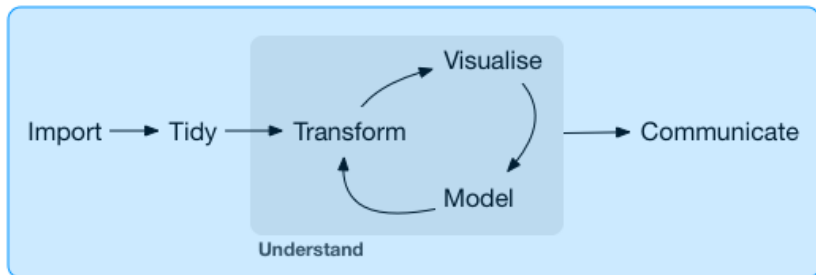 Import
Tidy
Transform
Visualise
Model
Communicate
Understand